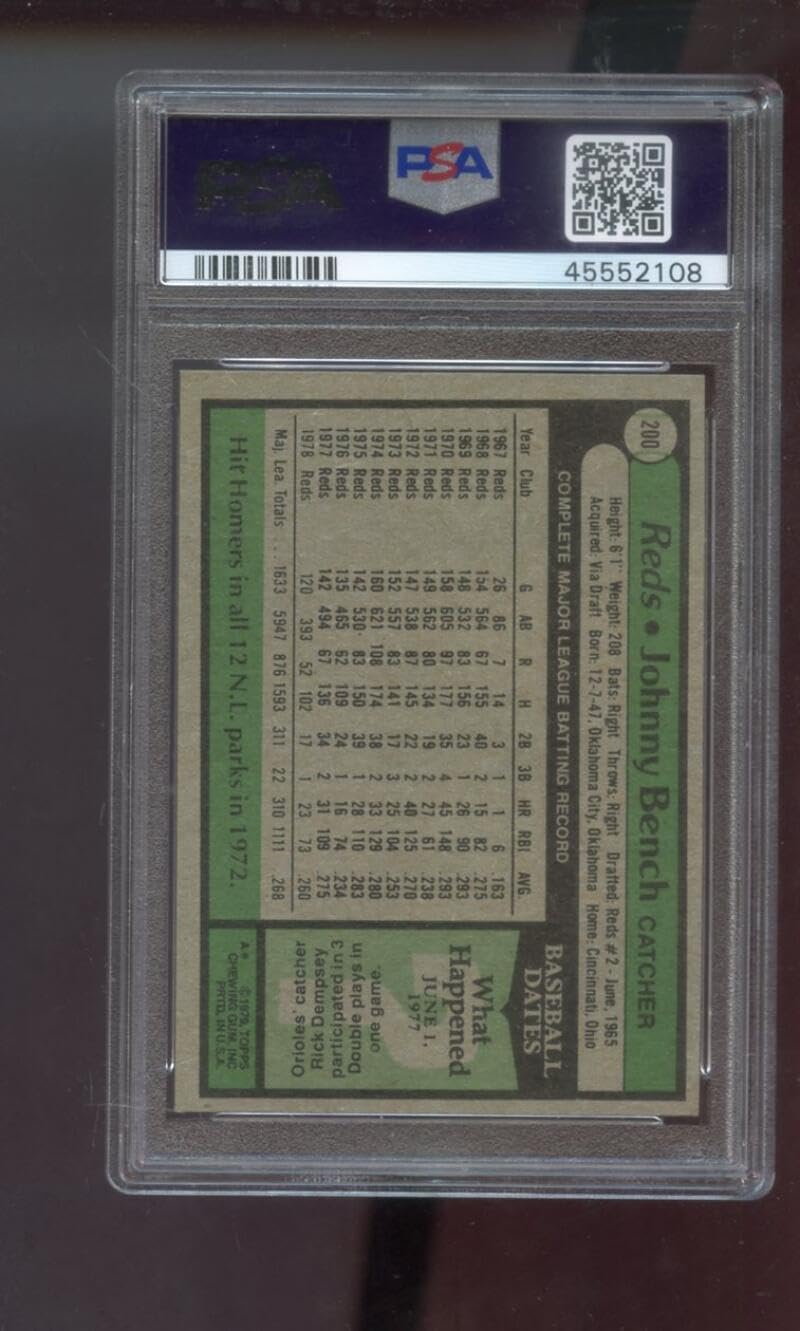 PSA
PSA
45552108
200
Reds • Johnny Bench CATCHER
Height: 6'1" Weight: 208 Bats: Right Throws: Right Drafted: Reds #2 - June, 1965
Acquired: Via Draft Born: 12-7-47, Oklahoma City, Oklahoma Home: Cincinnati, Ohio
COMPLETE MAJOR LEAGUE BATTING RECORD
Year Club G AB R H 2B 3B HR RBI AVG
1967 Reds 26 86 7 14 3 1 1 6 .163
1968 Reds 154 564 67 155 40 2 15 82 .275
1969 Reds 148 532 83 156 23 1 26 90 .293
1970 Reds 158 605 97 177 35 4 45 148 .293
1971 Reds 149 562 80 134 19 2 27 61 .238
1972 Reds 147 538 87 145 22 2 40 125 .270
1973 Reds 152 557 83 141 17 3 25 104 .253
1974 Reds 160 621 108 174 38 2 33 129 .280
1975 Reds 142 530 83 150 39 1 28 110 .283
1976 Reds 135 465 62 109 24 1 16 74 .234
1977 Reds 142 494 67 136 34 2 31 109 .275
1978 Reds 120 393 52 102 17 1 23 73 .260
Maj. Lea. Totals . . . 1633 5947 876 1593 311 22 310 1111 .268
Hit Homers in all 12 N.L. parks in 1972.
BASEBALL
DATES
What
Happened
JUNE 1,
1977
Orioles' catcher
Rick Dempsey
participated in 3
Double plays in
one game.
A* ©1979, TOPPS
CHEWING GUM, INC.
PRTD. IN U.S.A.